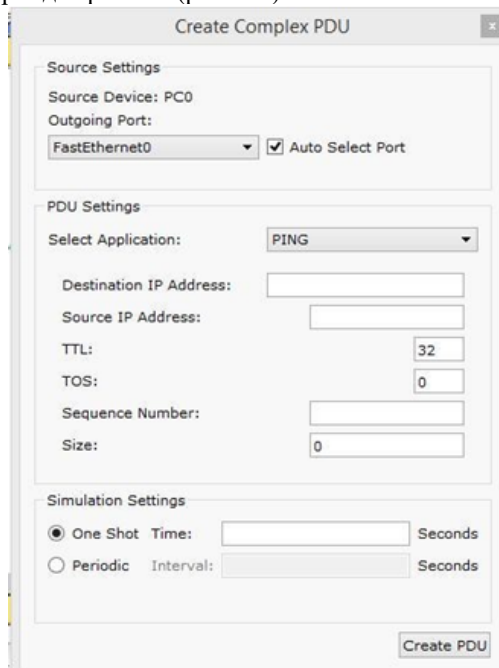 Create Complex PDU
x
Source Settings
Source Device: PC0
Outgoing Port:
FastEthernet0 Auto Select Port
PDU Settings
Select Application: PING
Destination IP Address:
Source IP Address:
TTL: 32
TOS: 0
Sequence Number:
Size: 0
Simulation Settings
One Shot Time: Seconds
Periodic Interval: Seconds
Create PDU